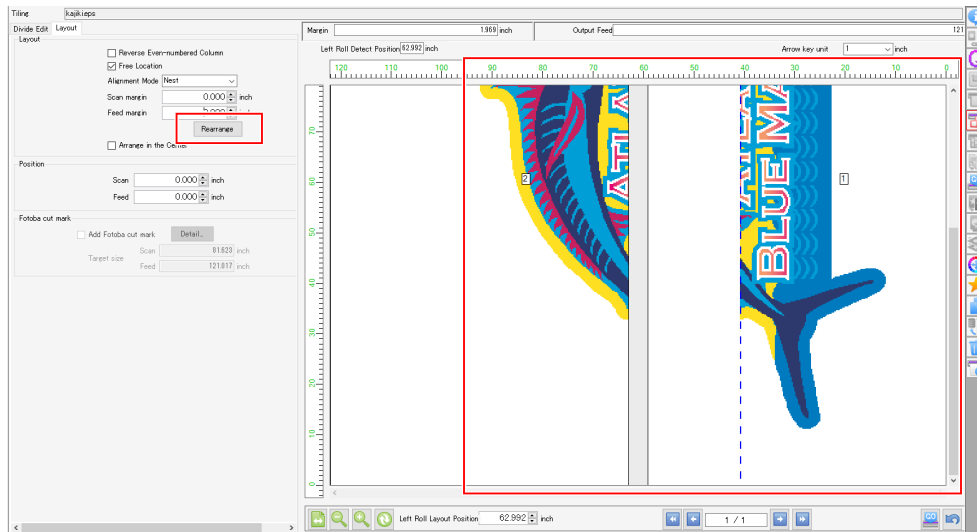 Tiling kajikieps
Divide Edit Layout
Layout
Reverse Even-numbered Column
Free Location
Alignment Mode Nest
Scan margin 0.000 inch
Feed margin 0.000
Rearrange
Arrange in the Center
Position
Scan 0.000 inch
Feed 0.000 inch
Fotoba cut mark
Add Fotoba cut mark Detail...
Target size
Scan 81.623 inch
Feed 121.817 inch
Margin 1.969 inch Output Feed 121
Left Roll Detect Position 62.992 inch Arrow key unit 1 inch
120 110 100 90 80 70 60 50 40 30 20 10 0
70
60
50
40
30
20
10
0
2
ATLA
BLUE MA
1
Left Roll Layout Position 62.992 inch 1 / 1